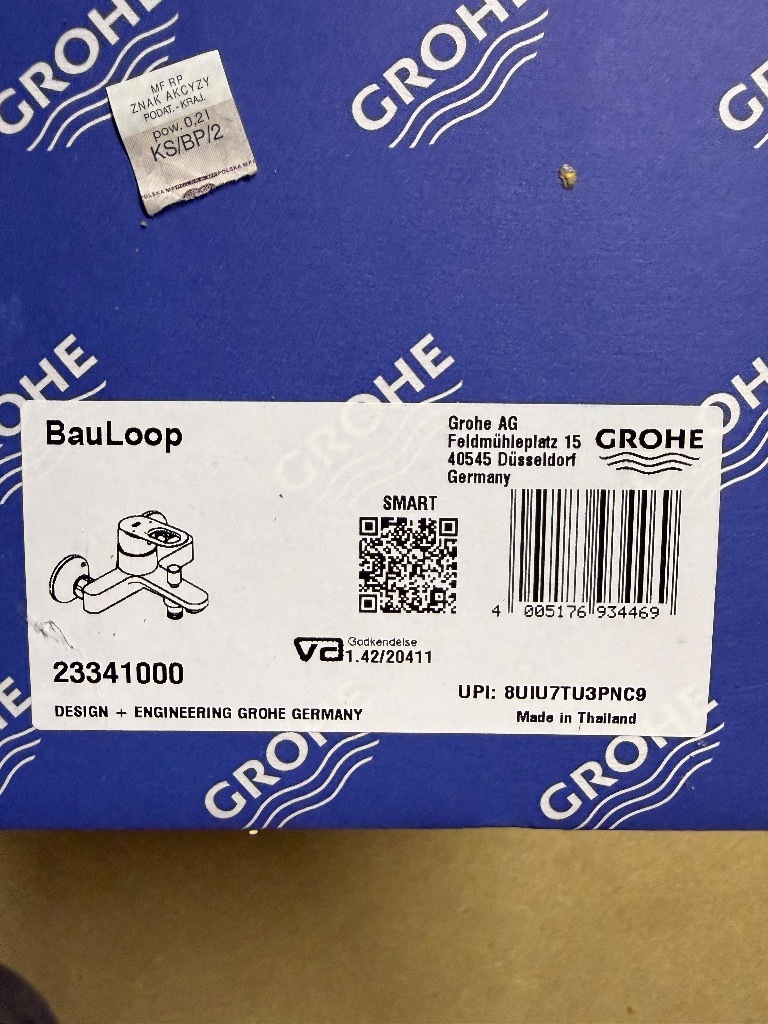 GROHE
GROHE
MF RP
ZNAK AKCYZY
PODAT.-KRAJ.
pow. 0,2 l
KS/BP/2
GROHE
GROHE
BauLoop
Grohe AG
Feldmühleplatz 15
40545 Düsseldorf
Germany
GROHE
SMART
4 005176 934469
va Godkendelse
1.42/20411
23341000
UPI: 8UIU7TU3PNC9
DESIGN + ENGINEERING GROHE GERMANY
Made in Thailand
GROHE
GROHE